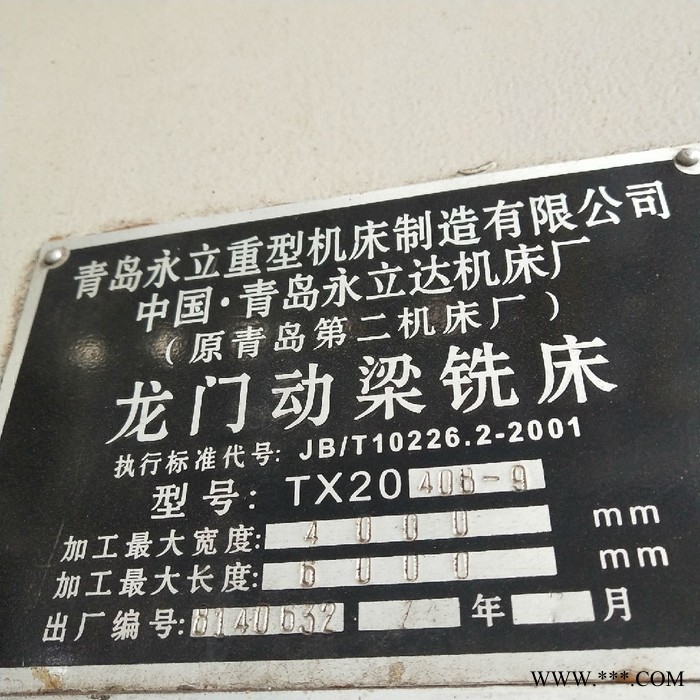 青岛永立重型机床制造有限公司
中国·青岛永立达机床厂
（原青岛第二机床厂）
龙门动梁铣床
执行标准代号: JB/T10226.2-2001
型号: TX20 40B-9
加工最大宽度: 4000 mm
加工最大长度: 6000 mm
出厂编号: 8140632 年 月
WWW.***.COM